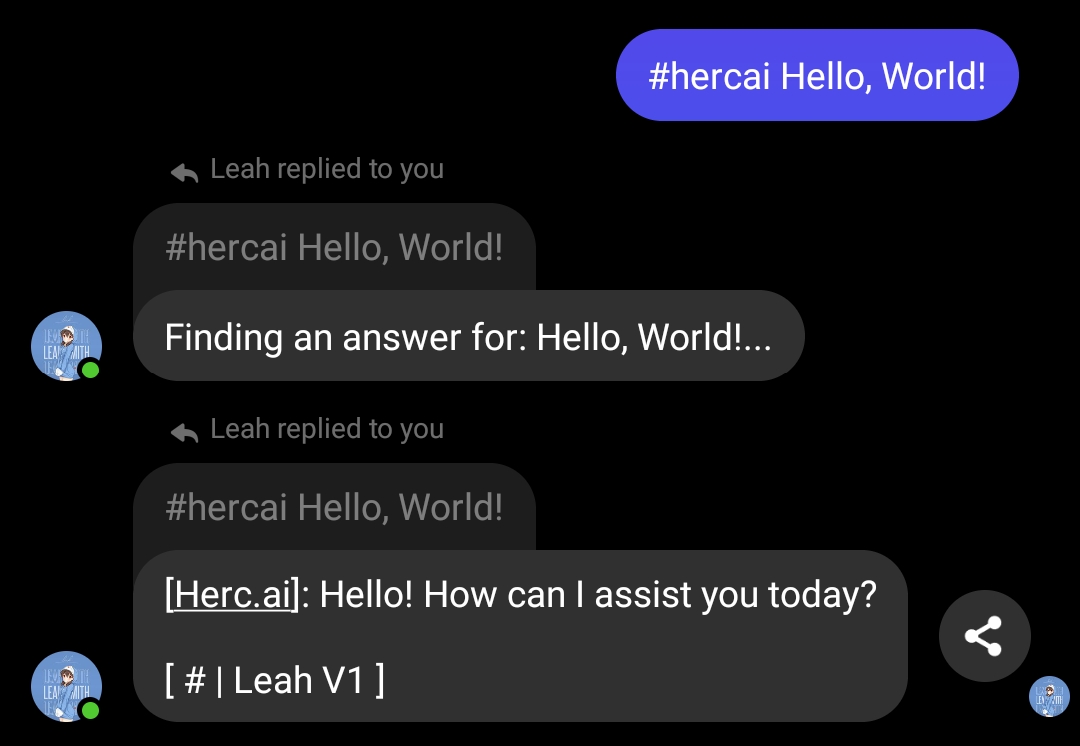 #hercai Hello, World!
Leah replied to you
#hercai Hello, World!
Finding an answer for: Hello, World!...
Leah replied to you
#hercai Hello, World!
[Herc.ai]: Hello! How can I assist you today?
[ # | Leah V1 ]